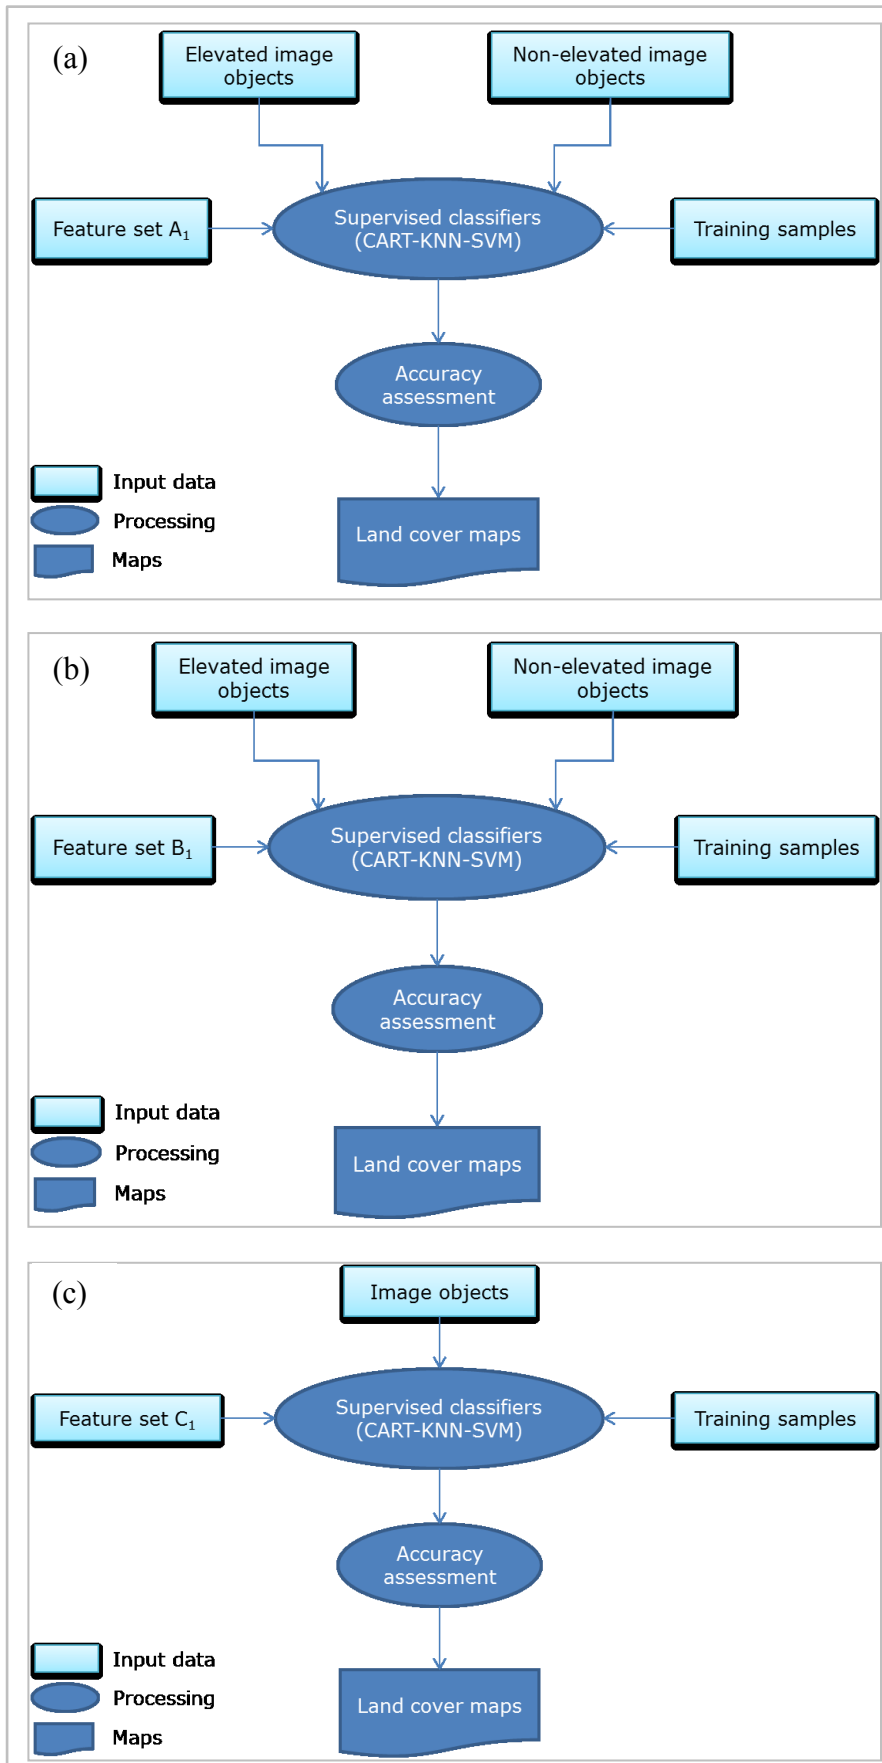 (a)
Elevated image
objects
Non-elevated image
objects
Feature set A₁
Supervised classifiers
(CART-KNN-SVM)
Training samples
Accuracy
assessment
Land cover maps
Input data
Processing
Maps
(b)
Elevated image
objects
Non-elevated image
objects
Feature set B₁
Supervised classifiers
(CART-KNN-SVM)
Training samples
Accuracy
assessment
Land cover maps
Input data
Processing
Maps
(c)
Image objects
Feature set C₁
Supervised classifiers
(CART-KNN-SVM)
Training samples
Accuracy
assessment
Land cover maps
Input data
Processing
Maps